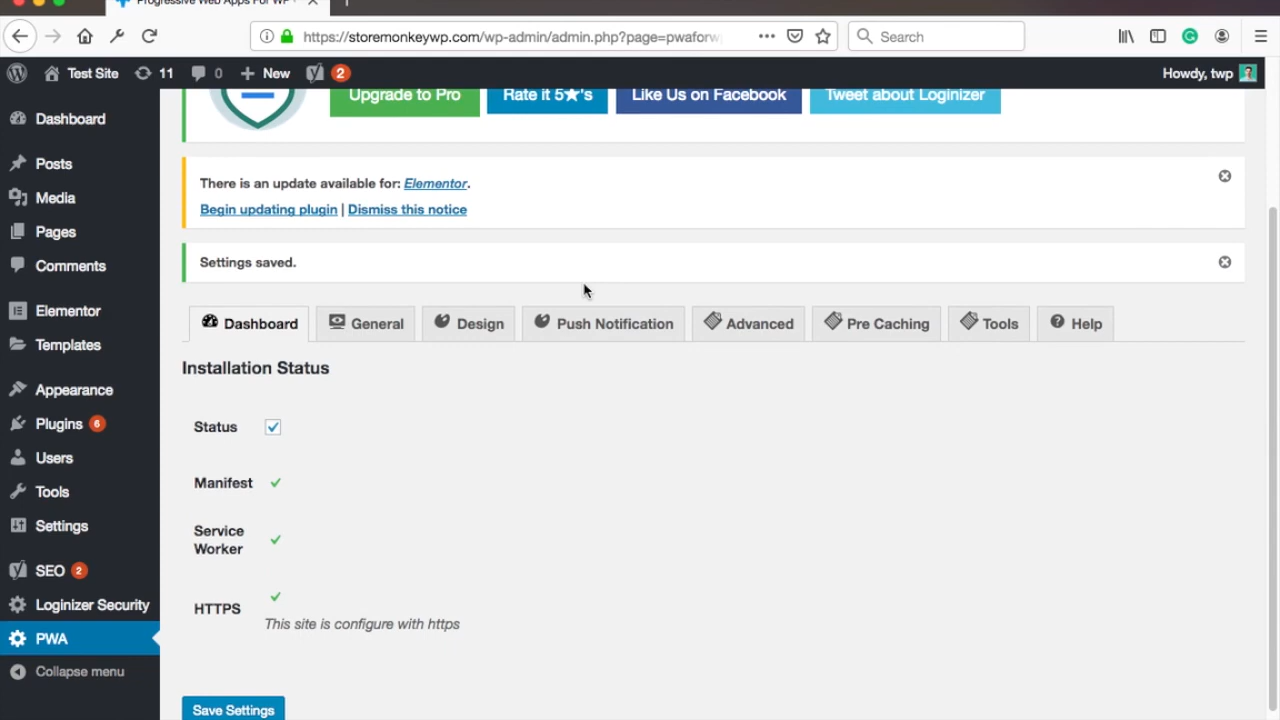 Progressive Web Apps For WP
https://storemonkeywp.com/wp-admin/admin.php?page=pwaforw
Search
Test Site
11
0
New
2
Howdy, twp
Dashboard
Posts
Media
Pages
Comments
Elementor
Templates
Appearance
Plugins 6
Users
Tools
Settings
SEO 2
Loginizer Security
PWA
Collapse menu
Upgrade to Pro
Rate it 5★'s
Like Us on Facebook
Tweet about Loginizer
There is an update available for: Elementor.
Begin updating plugin | Dismiss this notice
Settings saved.
Dashboard
General
Design
Push Notification
Advanced
Pre Caching
Tools
Help
Installation Status
Status
Manifest
Service
Worker
HTTPS
This site is configure with https
Save Settings